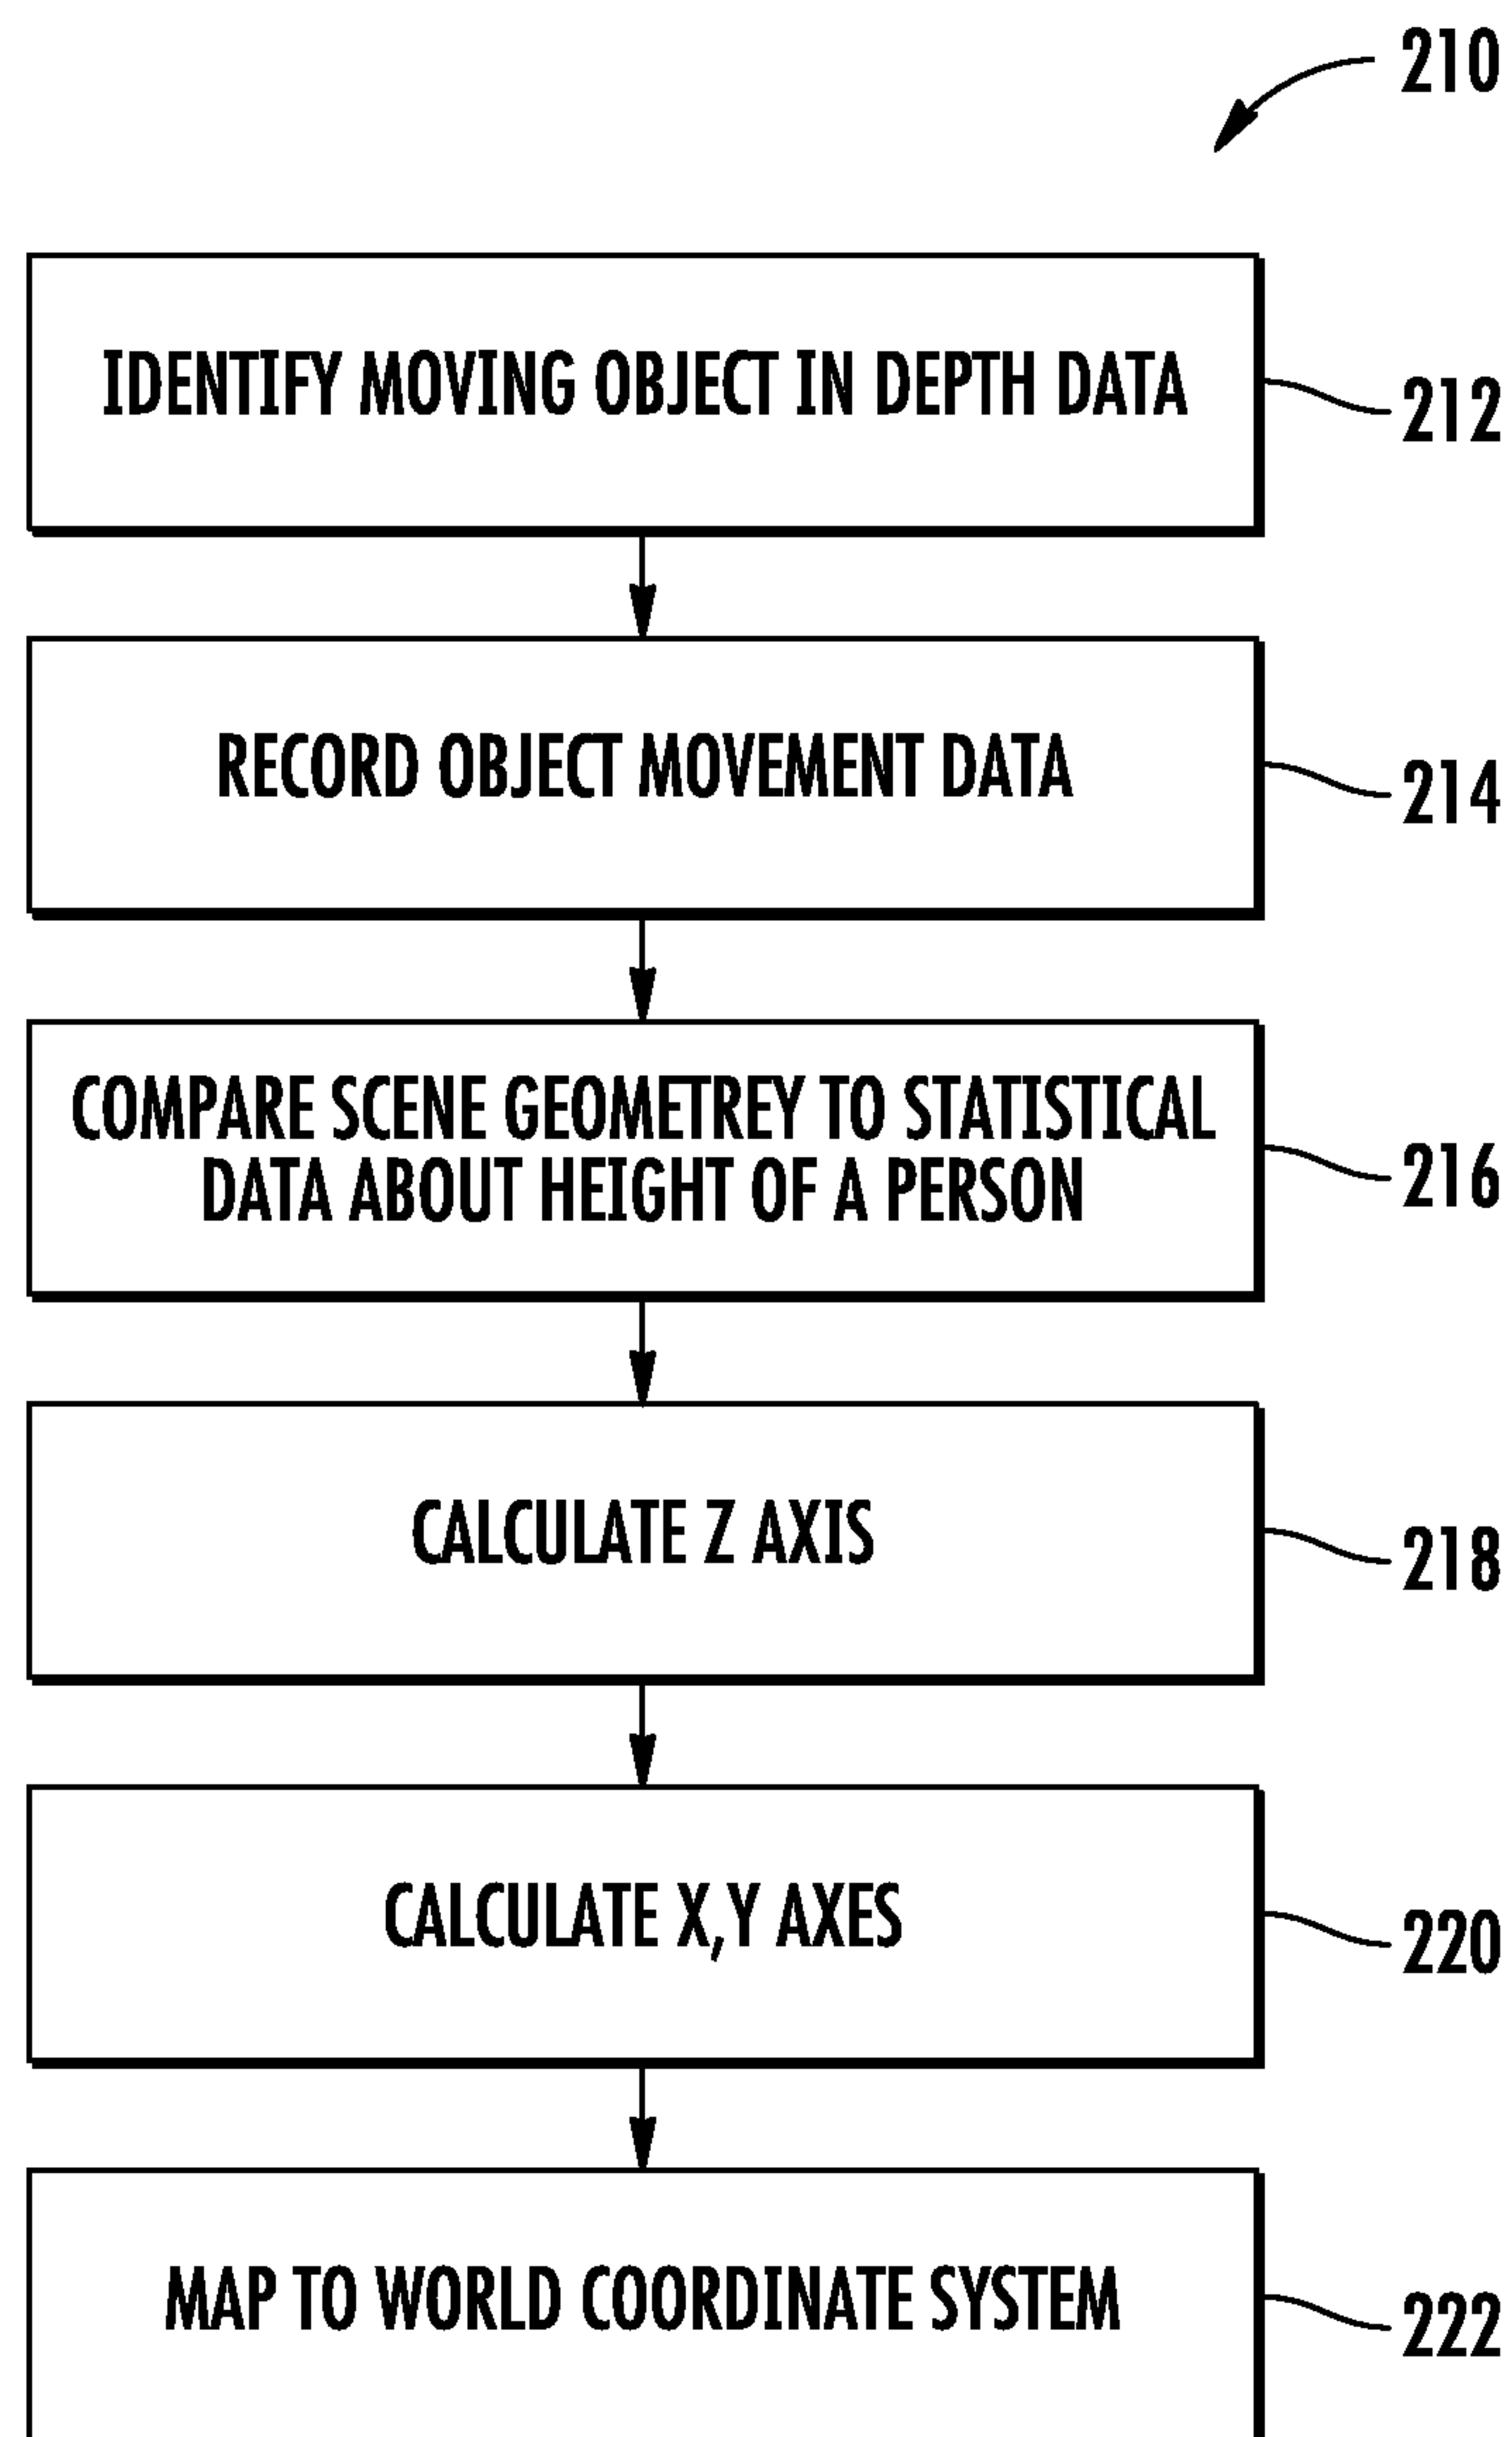 210
IDENTIFY MOVING OBJECT IN DEPTH DATA
212
RECORD OBJECT MOVEMENT DATA
214
COMPARE SCENE GEOMETREY TO STATISTICAL
DATA ABOUT HEIGHT OF A PERSON
216
CALCULATE Z AXIS
218
CALCULATE X,Y AXES
220
MAP TO WORLD COORDINATE SYSTEM
222